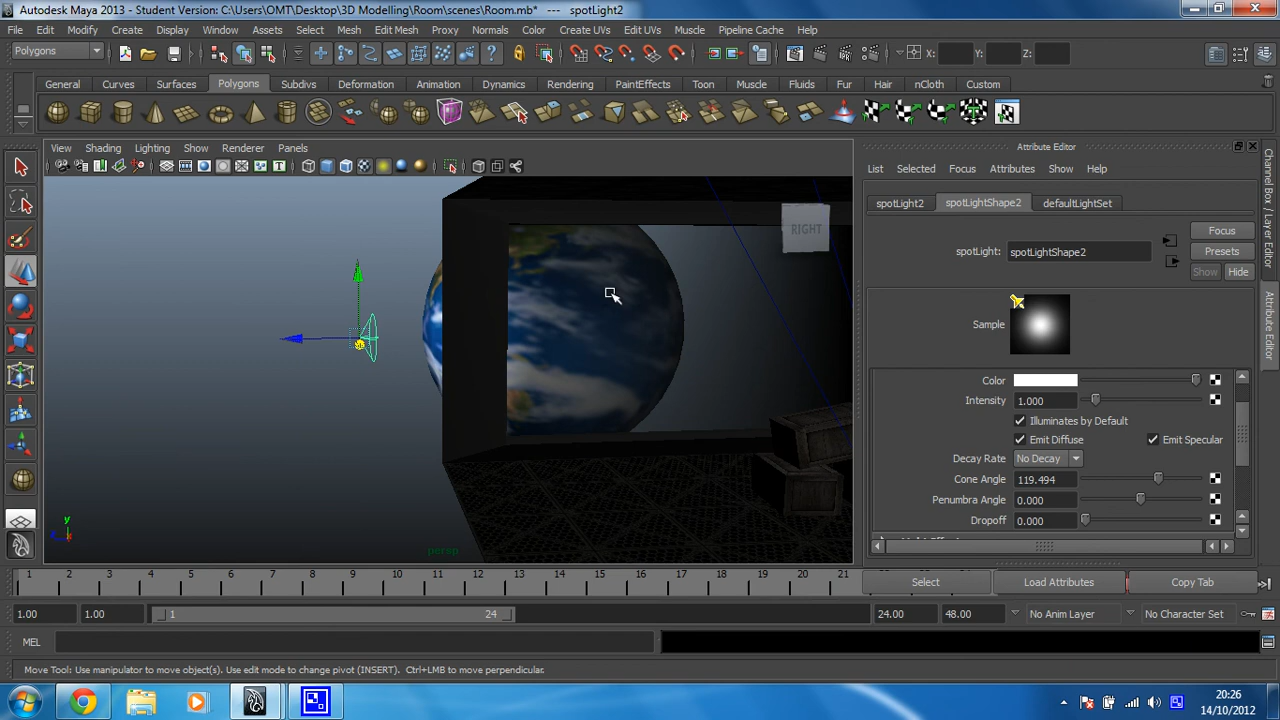 Autodesk Maya 2013 - Student Version: C:\Users\OMT\Desktop\3D Modelling\Room\scenes\Room.mb* --- spotLight2
File Edit Modify Create Display Window Assets Select Mesh Edit Mesh Proxy Normals Color Create UVs Edit UVs Muscle Pipeline Cache Help
Polygons X: Y: Z:
General Curves Surfaces Polygons Subdivs Deformation Animation Dynamics Rendering PaintEffects Toon Muscle Fluids Fur Hair nCloth Custom
View Shading Lighting Show Renderer Panels
RIGHT
y
Attribute Editor
List Selected Focus Attributes Show Help
spotLight2 spotLightShape2 defaultLightSet
Focus
spotLight: spotLightShape2 Presets
Show Hide
Sample
Color
Intensity 1.000
Illuminates by Default
Emit Diffuse Emit Specular
Decay Rate No Decay
Cone Angle 119.494
Penumbra Angle 0.000
Dropoff 0.000
Select Load Attributes Copy Tab
Channel Box / Layer Editor
Attribute Editor
1 2 3 4 5 6 7 8 9 10 11 12 13 14 15 16 17 18 19 20 21
1.00 1.00 1 24 24.00 48.00 No Anim Layer No Character Set
MEL
Move Tool: Use manipulator to move object(s). Use edit mode to change pivot (INSERT). Ctrl+LMB to move perpendicular.
20:26
14/10/2012